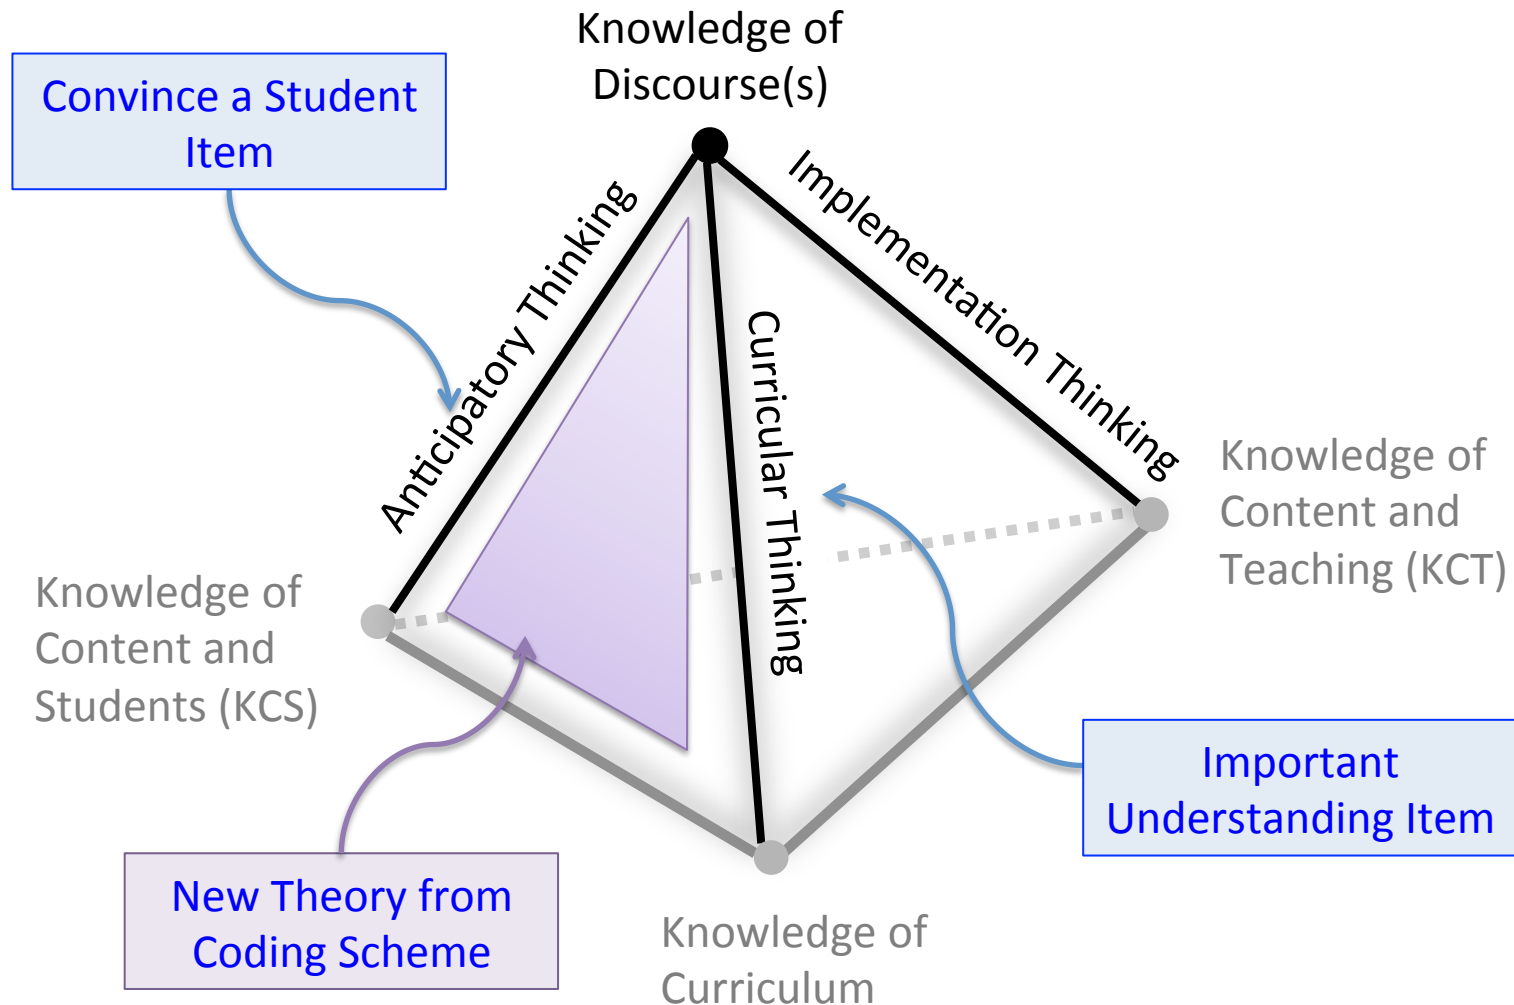 Knowledge of
Discourse(s)
Convince a Student
Item
Anticipatory Thinking
Implementation Thinking
Curricular Thinking
Knowledge of
Content and
Teaching (KCT)
Knowledge of
Content and
Students (KCS)
Important
Understanding Item
New Theory from
Coding Scheme
Knowledge of
Curriculum